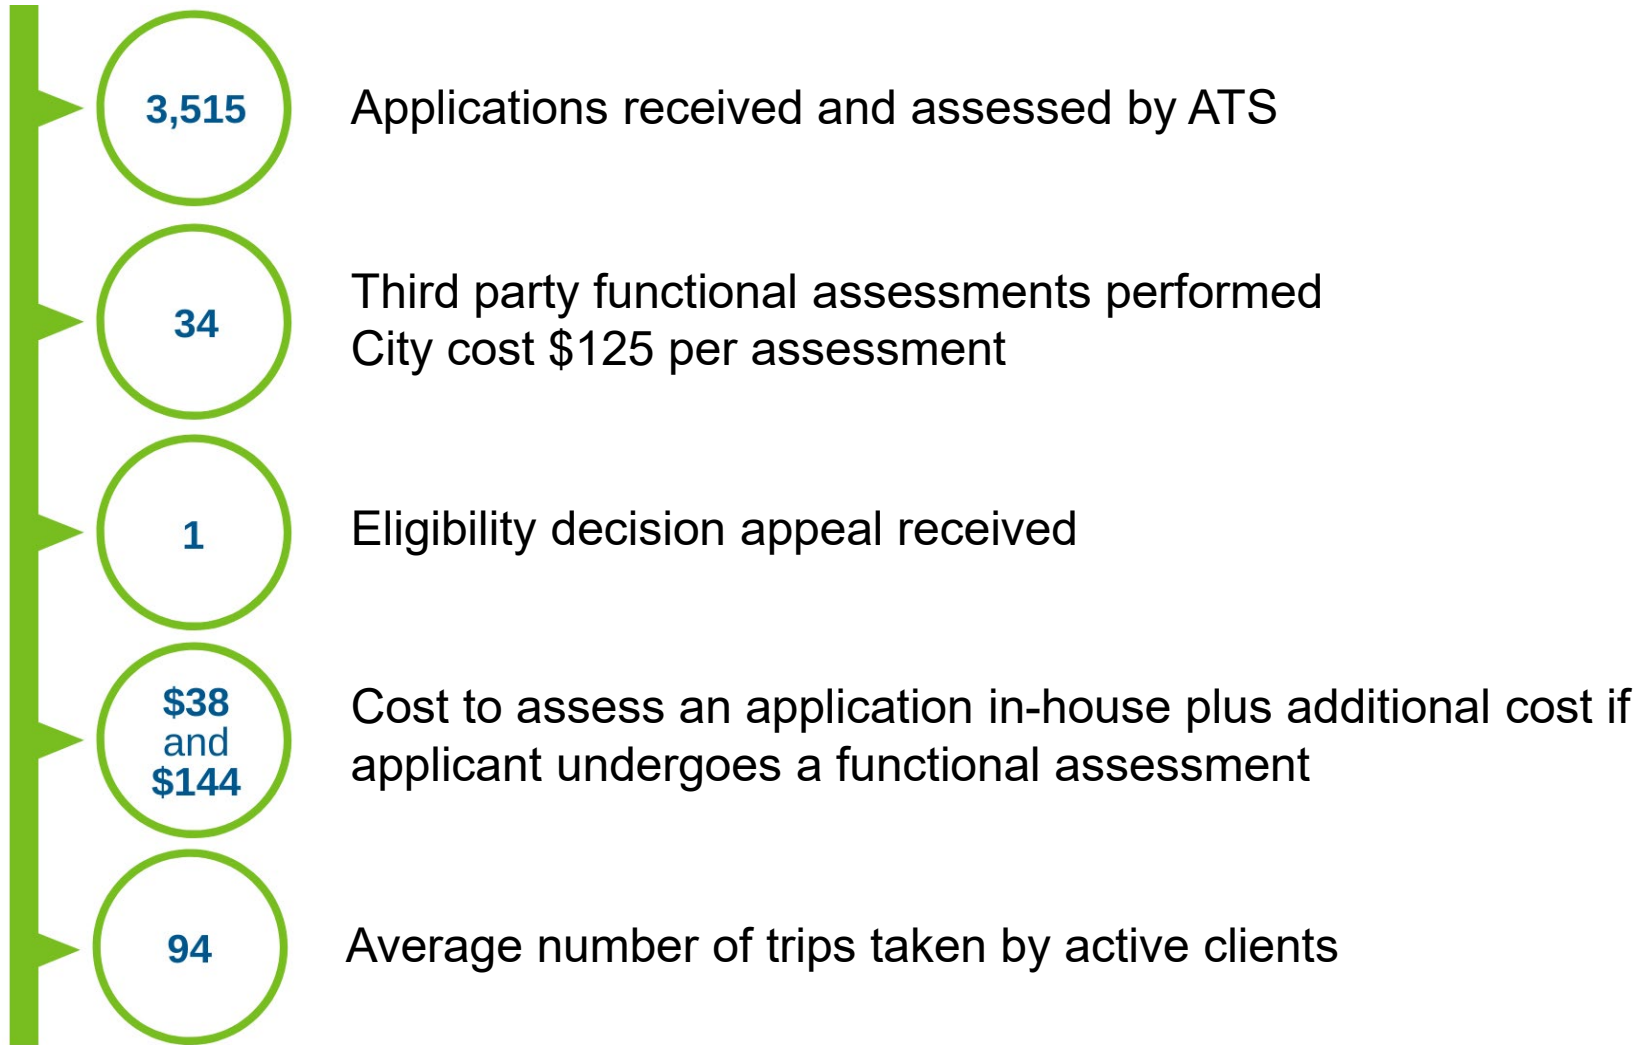 3,515
Applications received and assessed by ATS
34
Third party functional assessments performed
City cost $125 per assessment
1
Eligibility decision appeal received
$38
and
$144
Cost to assess an application in-house plus additional cost if
applicant undergoes a functional assessment
94
Average number of trips taken by active clients